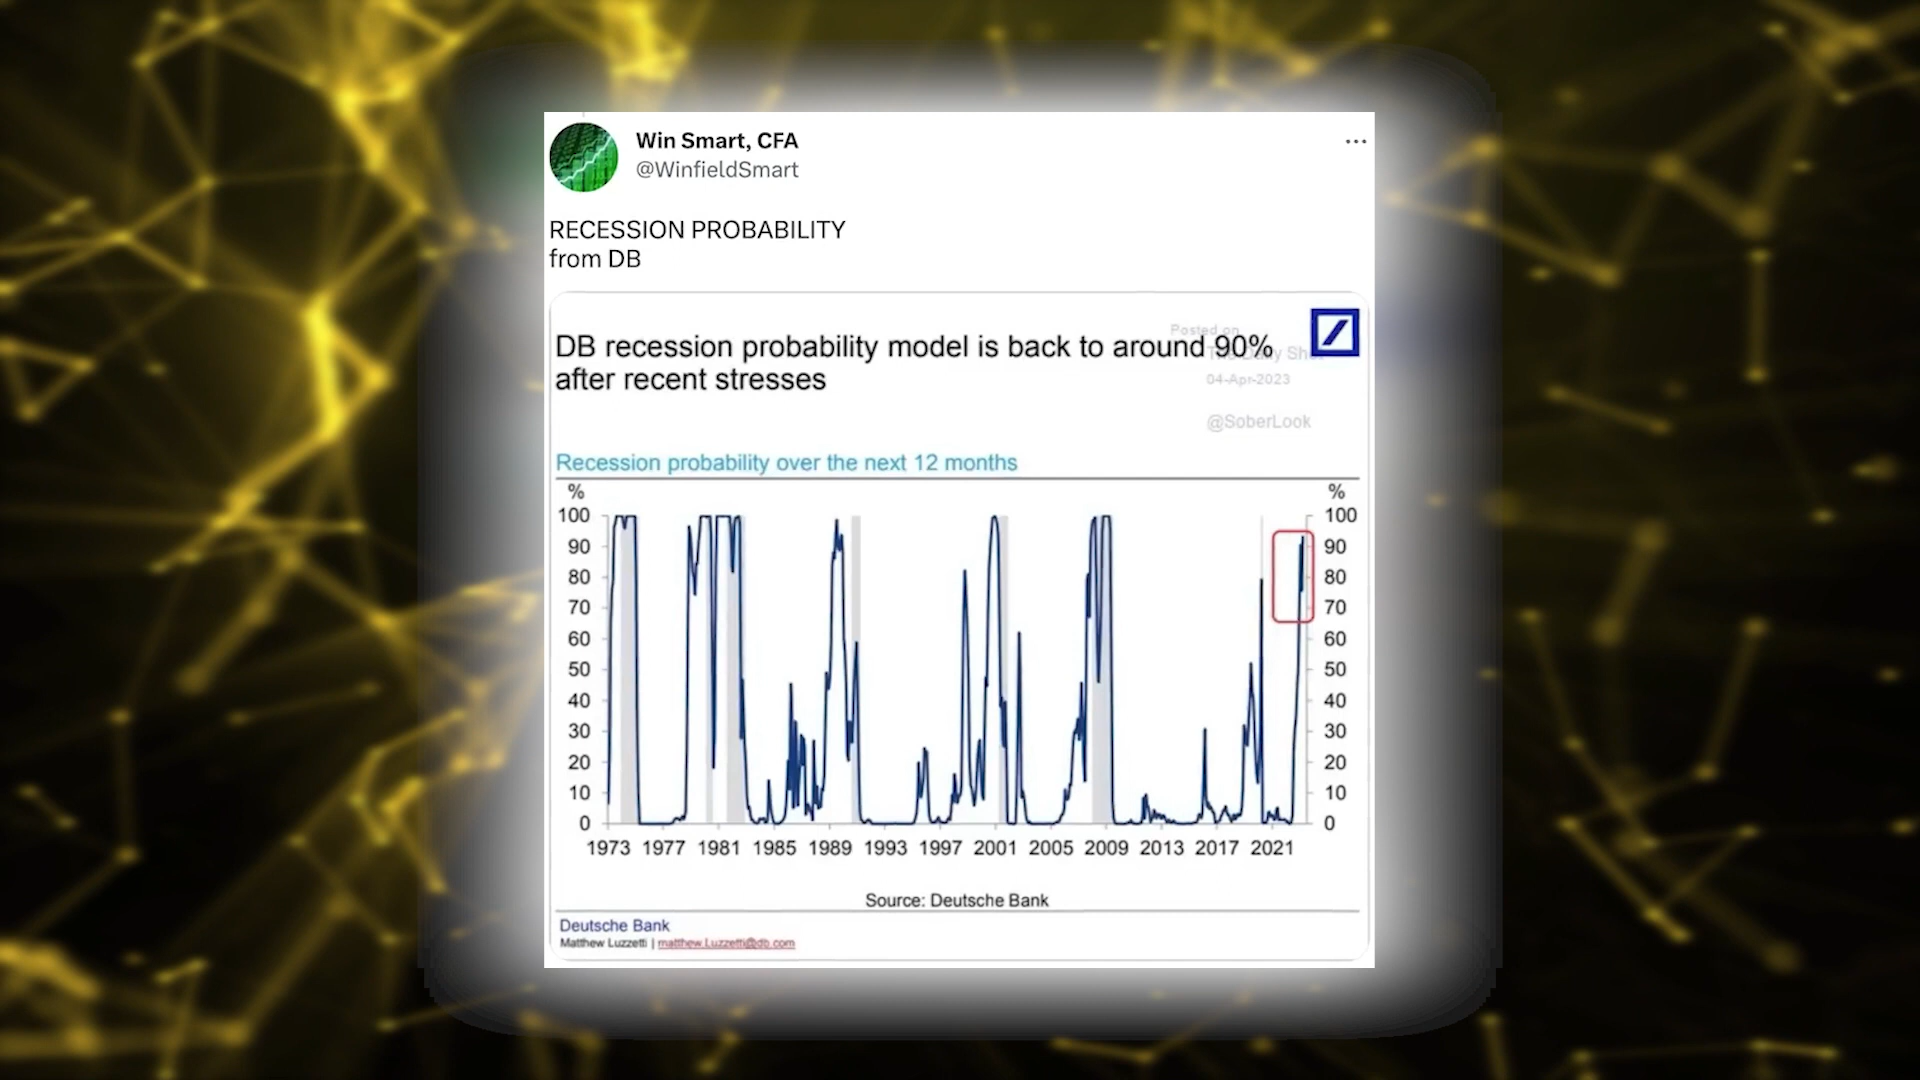 Win Smart, CFA
@WinfieldSmart
RECESSION PROBABILITY
from DB
Posted on
DB recession probability model is back to around 90%
after recent stresses
04-Apr-2023
@SoberLook
Recession probability over the next 12 months
% %
100 100
90 90
80 80
70 70
60 60
50 50
40 40
30 30
20 20
10 10
0 0
1973 1977 1981 1985 1989 1993 1997 2001 2005 2009 2013 2017 2021
Source: Deutsche Bank
Deutsche Bank
Matthew Luzzetti | matthew.Luzzetti@db.com